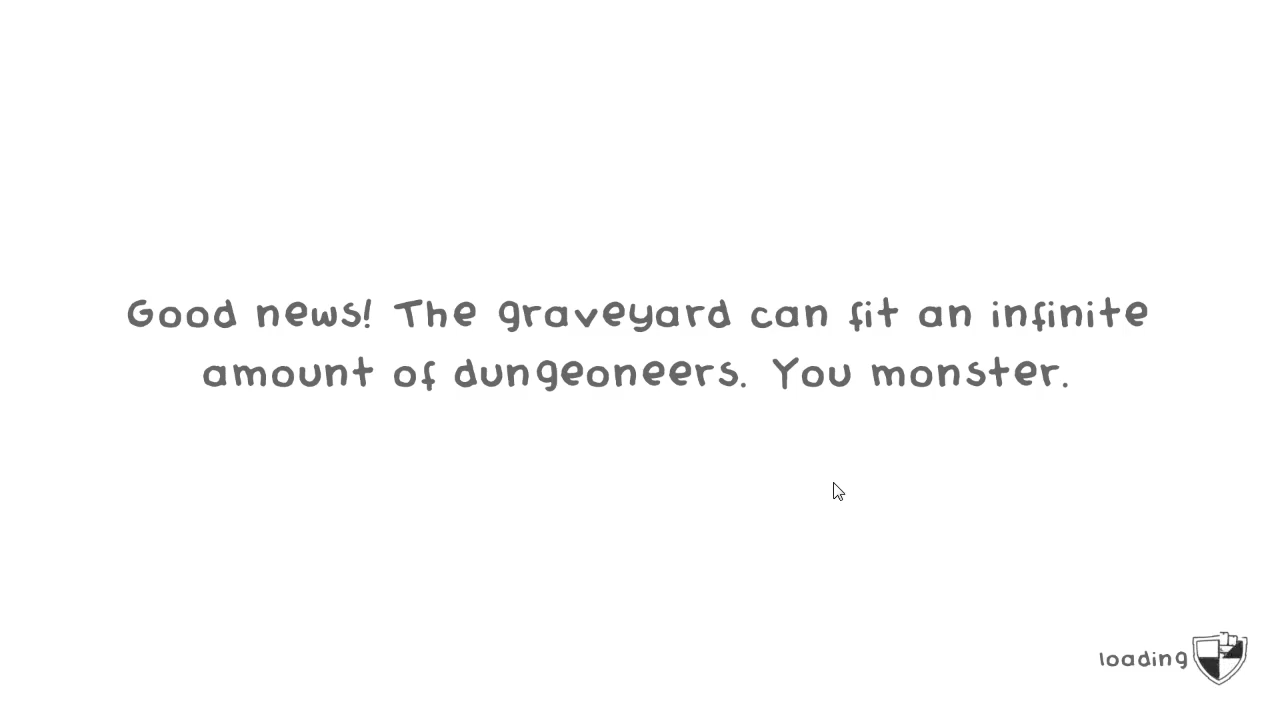 Good news! The graveyard can fit an infinite
amount of dungeoneers. You monster.
loading